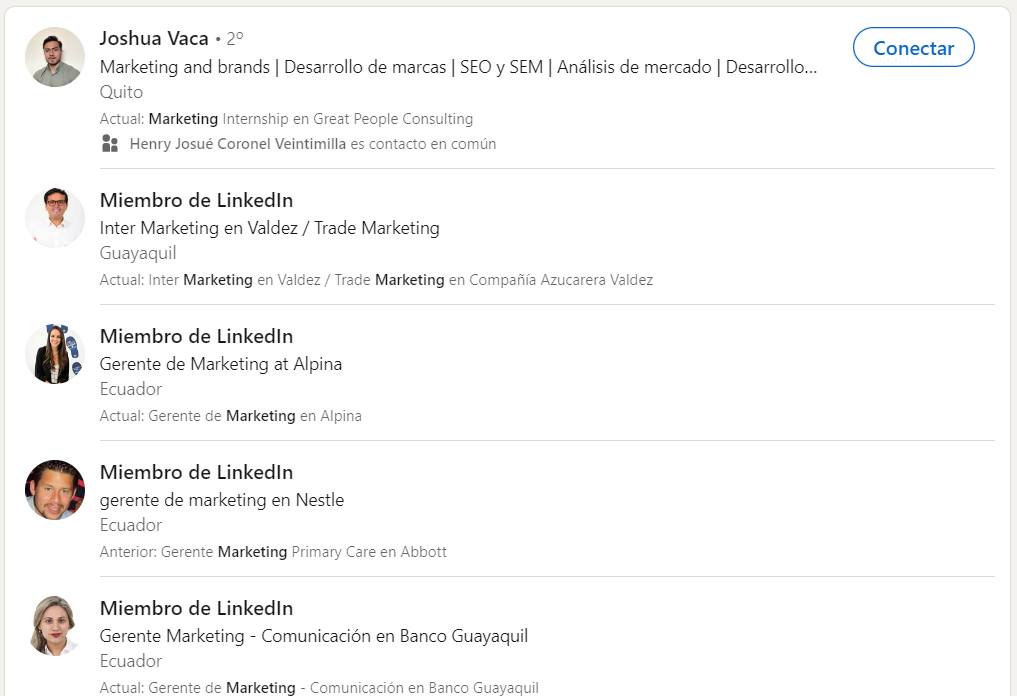 Joshua Vaca • 2º
Conectar
Marketing and brands | Desarrollo de marcas | SEO y SEM | Análisis de mercado | Desarrollo...
Quito
Actual: Marketing Internship en Great People Consulting
Henry Josué Coronel Veintimilla es contacto en común
Miembro de LinkedIn
Inter Marketing en Valdez / Trade Marketing
Guayaquil
Actual: Inter Marketing en Valdez / Trade Marketing en Compañía Azucarera Valdez
Miembro de LinkedIn
Gerente de Marketing at Alpina
Ecuador
Actual: Gerente de Marketing en Alpina
Miembro de LinkedIn
gerente de marketing en Nestle
Ecuador
Anterior: Gerente Marketing Primary Care en Abbott
Miembro de LinkedIn
Gerente Marketing - Comunicación en Banco Guayaquil
Ecuador
Actual: Gerente de Marketing - Comunicación en Banco Guayaquil